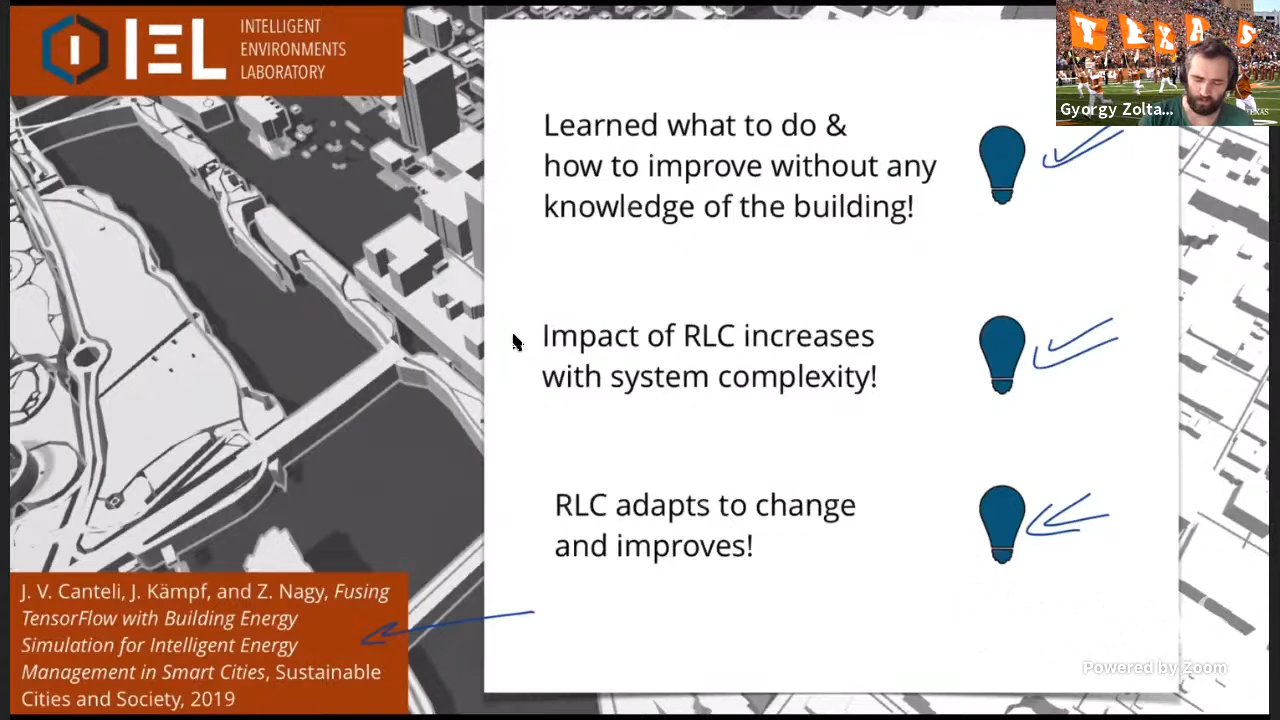 IEL
INTELLIGENT
ENVIRONMENTS
LABORATORY
TEXAS
Gyorgy Zolta...
Learned what to do &
how to improve without any
knowledge of the building!
Impact of RLC increases
with system complexity!
RLC adapts to change
and improves!
J. V. Canteli, J. Kämpf, and Z. Nagy, Fusing
TensorFlow with Building Energy
Simulation for Intelligent Energy
Management in Smart Cities, Sustainable
Cities and Society, 2019
Powered by Zoom